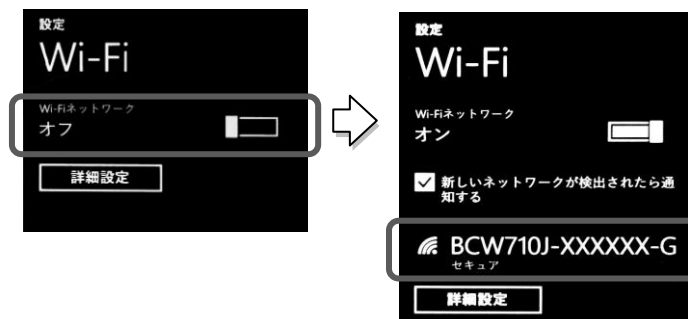 設定
Wi-Fi
Wi-Fiネットワーク
オフ
詳細設定
設定
Wi-Fi
Wi-Fiネットワーク
オン
新しいネットワークが検出されたら通
知する
BCW710J-XXXXXX-G
セキュア
詳細設定